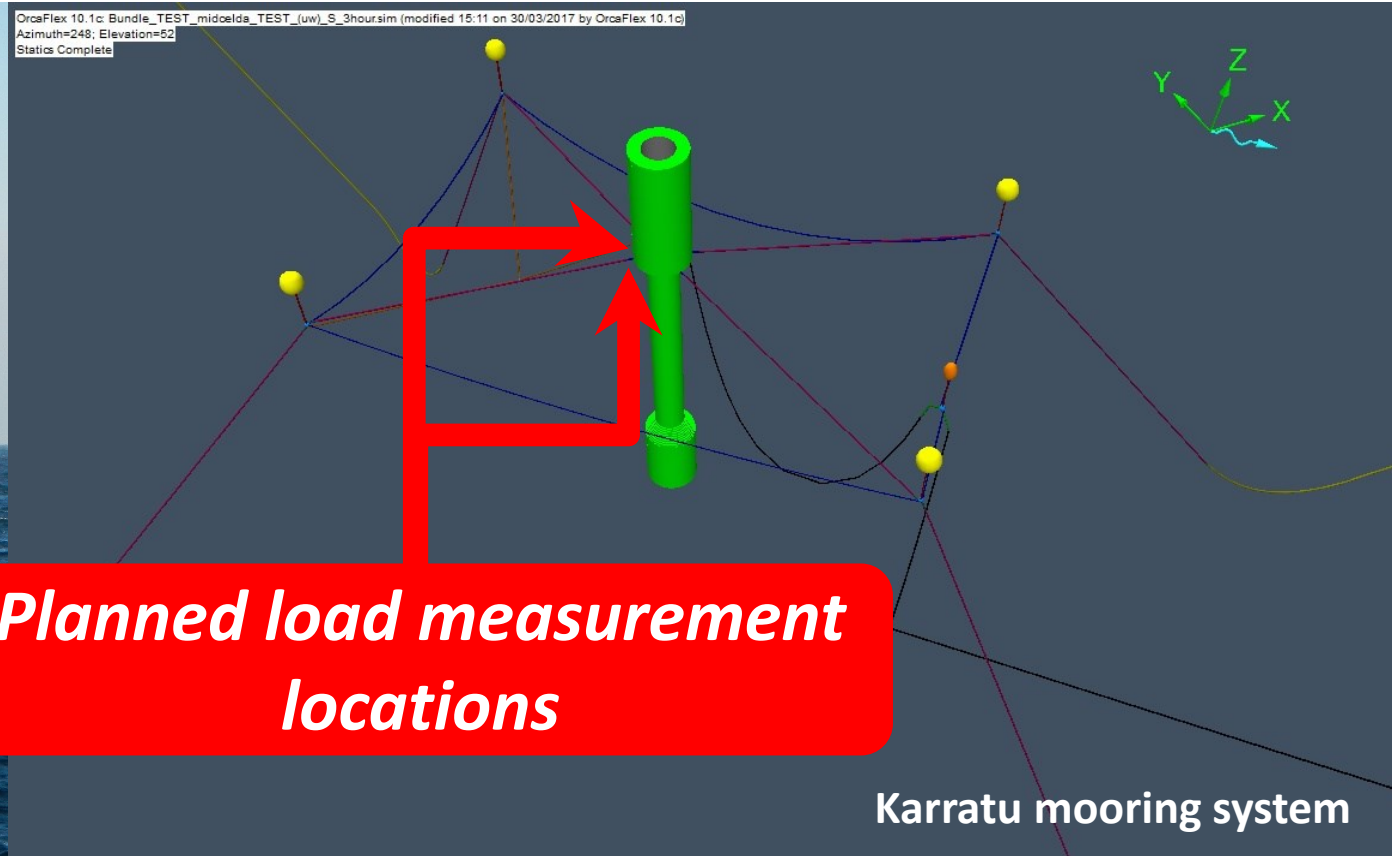 OrcaFlex 10.1c: Bundle_TEST_midcelda_TEST_(uw)_S_3hour.sim (modified 15:11 on 30/03/2017 by OrcaFlex 10.1c)
Azimuth=248; Elevation=52
Statics Complete
Z
Y
X
Planned load measurement
locations
Karratu mooring system